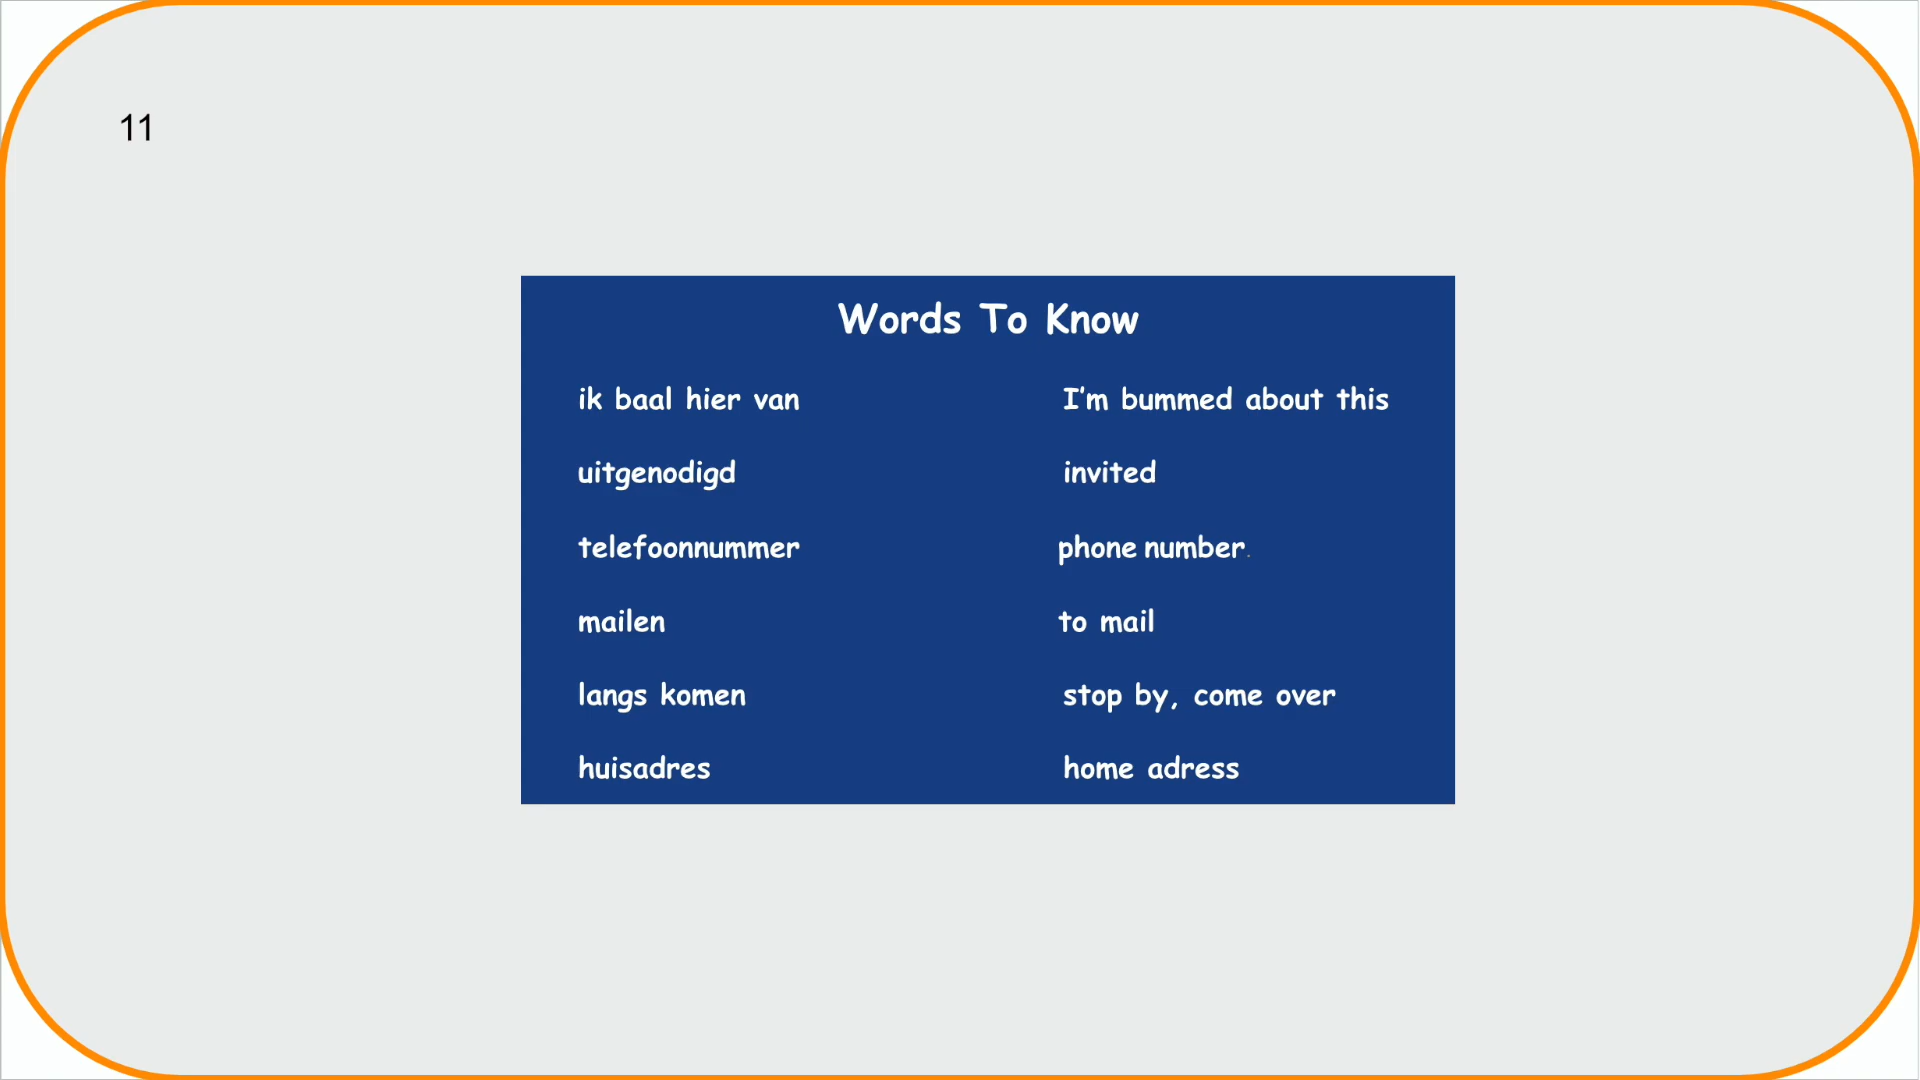 11
Words To Know
ik baal hier van I'm bummed about this
uitgenodigd invited
telefoonnummer phone number.
mailen to mail
langs komen stop by, come over
huisadres home adress